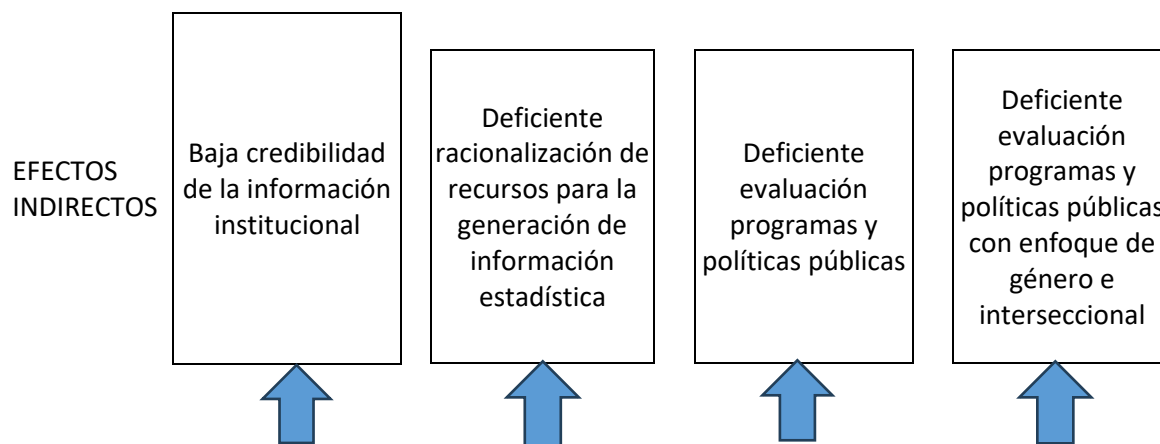 EFECTOS
INDIRECTOS
Baja credibilidad
de la información
institucional
Deficiente
racionalización de
recursos para la
generación de
información
estadística
Deficiente
evaluación
programas y
políticas públicas
Deficiente
evaluación
programas y
políticas públicas
con enfoque de
género e
interseccional